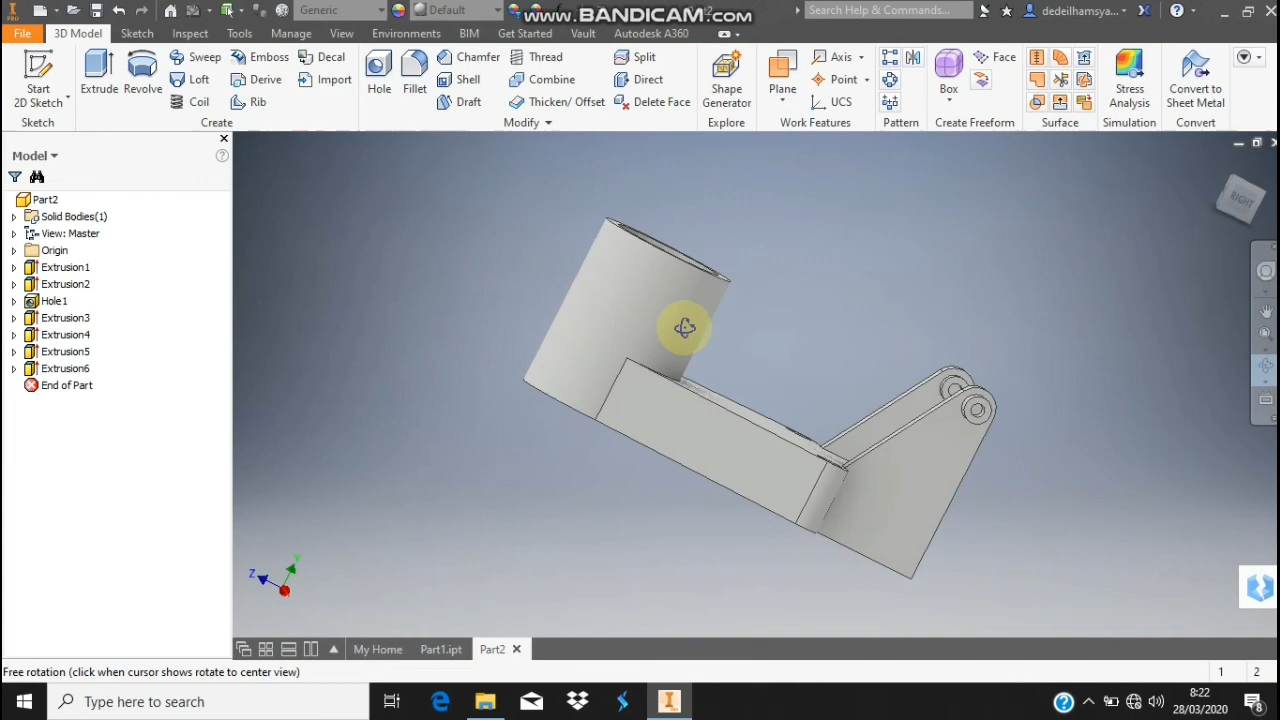 www.BANDICAM.com
PRO
Generic
Default
Search Help & Commands...
dedeilhamsya...
File 3D Model Sketch Inspect Tools Manage View Environments BIM Get Started Vault Autodesk A360
Start
2D Sketch
Extrude
Revolve
Sweep Emboss Decal
Loft Derive Import
Coil Rib
Hole
Fillet
Chamfer Thread Split
Shell Combine Direct
Draft Thicken/ Offset Delete Face
Shape
Generator
Plane
Axis
Point
UCS
Box
Face
Stress
Analysis
Convert to
Sheet Metal
Sketch Create Modify Explore Work Features Pattern Create Freeform Surface Simulation Convert
Model
Part2
Solid Bodies(1)
View: Master
Origin
Extrusion1
Extrusion2
Hole1
Extrusion3
Extrusion4
Extrusion5
Extrusion6
End of Part
RIGHT
Z
Y
My Home Part1.ipt Part2
Free rotation (click when cursor shows rotate to center view)
1 2
Type here to search
8:22
28/03/2020
8